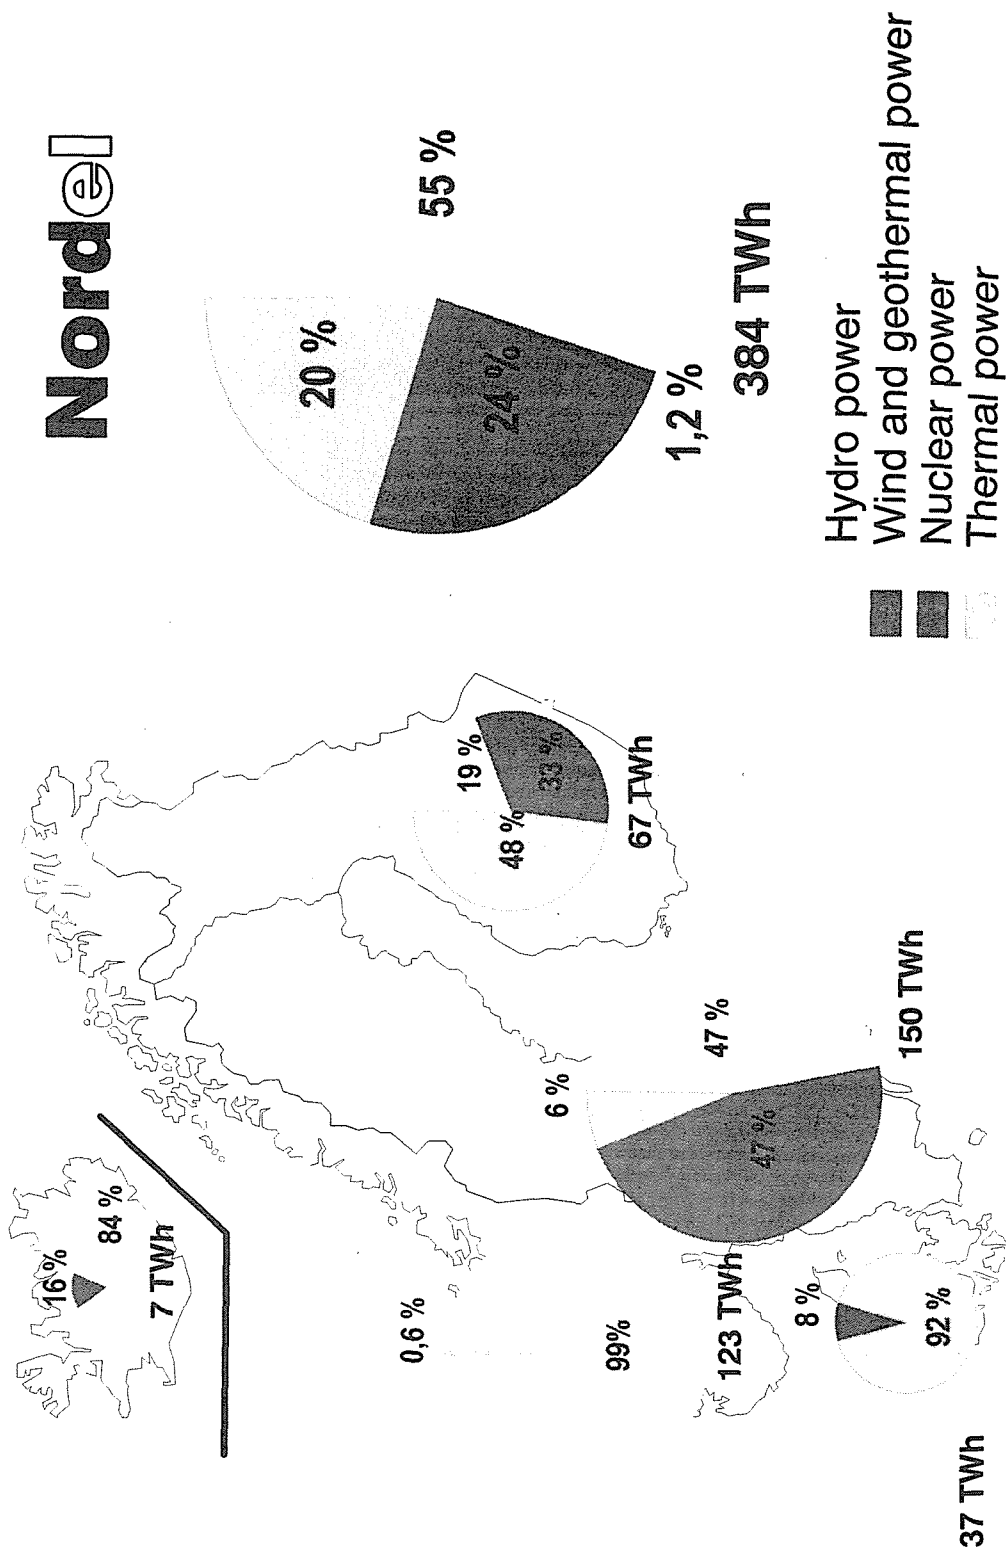 Nordel
16 %
84 %
7 TWh
0,6 %
99%
123 TWh
6 %
47 %
47 %
150 TWh
19 %
48 %
33 %
67 TWh
8 %
92 %
37 TWh
20 %
55 %
24 %
1,2 %
384 TWh
Hydro power
Wind and geothermal power
Nuclear power
Thermal power